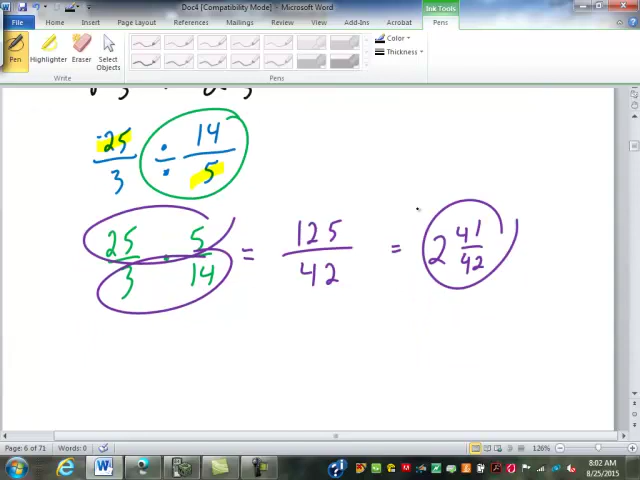 Doc4 [Compatibility Mode] - Microsoft Word
Ink Tools
File Home Insert Page Layout References Mailings Review View Add-Ins Acrobat Pens
Pen Highlighter Eraser Select Objects
Color
Thickness
Write Pens
25/3 ÷ 14/5
25/3 · 5/14 = 125/42 = 2 41/42
Page: 6 of 71 Words: 0 126%
8:02 AM
8/25/2015